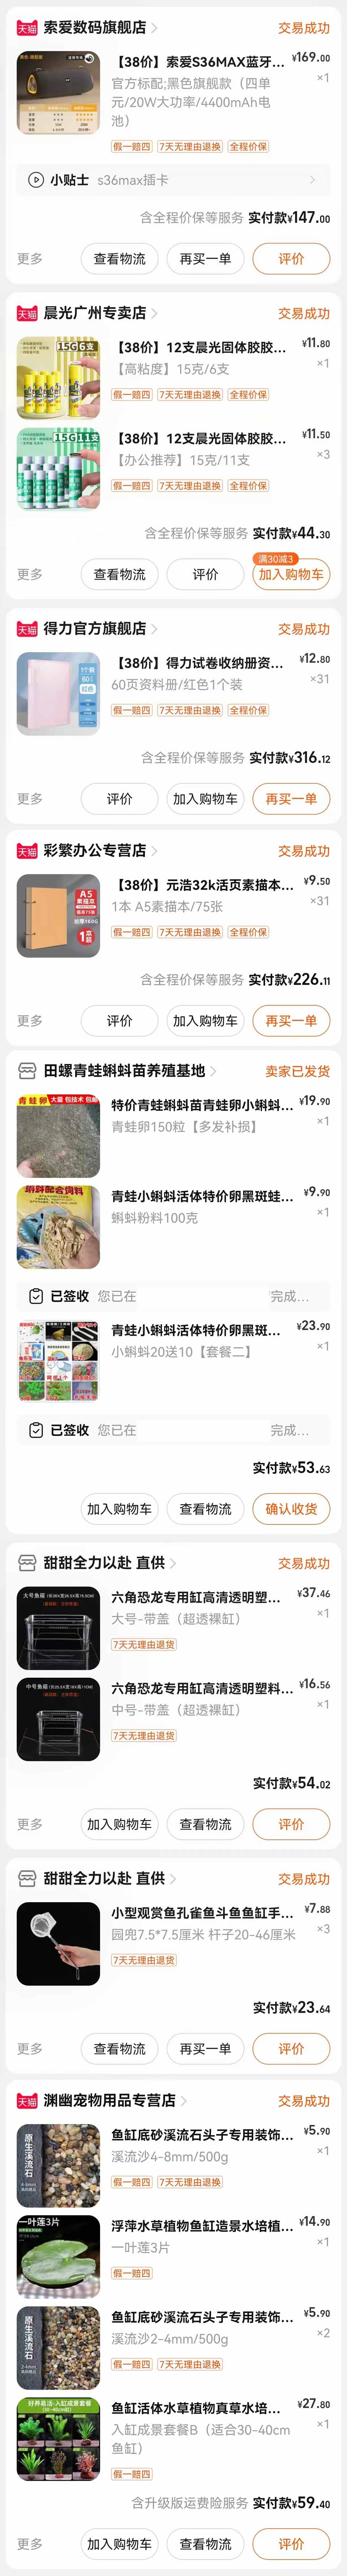 天猫 索爱数码旗舰店 交易成功
【38价】索爱S36MAX蓝牙... ¥169.00
官方标配;黑色旗舰款（四单 ×1
元/20W大功率/4400mAh电
池）
假一赔四 7天无理由退换 全程价保
小贴士 s36max插卡
含全程价保等服务 实付款¥147.00
更多 查看物流 再买一单 评价
天猫 晨光广州专卖店 交易成功
15G6支
【38价】12支晨光固体胶胶... ¥11.80
【高粘度】15克/6支 ×1
假一赔四 7天无理由退换 全程价保
15G11支
【38价】12支晨光固体胶胶... ¥11.50
【办公推荐】15克/11支 ×3
假一赔四 7天无理由退换 全程价保
含全程价保等服务 实付款¥44.30
满30减3
更多 查看物流 评价 加入购物车
天猫 得力官方旗舰店 交易成功
【38价】得力试卷收纳册资... ¥12.80
60页资料册/红色1个装 ×31
假一赔四 7天无理由退换 全程价保
含全程价保等服务 实付款¥316.12
更多 评价 加入购物车 再买一单
天猫 彩繁办公专营店 交易成功
A5
1本装
【38价】元浩32k活页素描本... ¥9.50
1本 A5素描本/75张 ×31
假一赔四 7天无理由退换 全程价保
含全程价保等服务 实付款¥226.11
更多 评价 加入购物车 再买一单
田螺青蛙蝌蚪苗养殖基地 卖家已发货
青蛙卵 大量 包技术 包邮
特价青蛙蝌蚪苗青蛙卵小蝌蚪... ¥19.90
青蛙卵150粒【多发补损】 ×1
蝌蚪配合饲料
青蛙小蝌蚪活体特价卵黑斑蛙... ¥9.90
蝌蚪粉料100克 ×1
已签收 您已在 完成...
青蛙小蝌蚪活体特价卵黑斑... ¥23.90
小蝌蚪20送10【套餐二】 ×1
已签收 您已在 完成...
实付款¥53.63
加入购物车 查看物流 确认收货
甜甜全力以赴 直供 交易成功
六角恐龙专用缸高清透明塑... ¥37.46
大号-带盖（超透裸缸） ×1
7天无理由退货
六角恐龙专用缸高清透明塑料... ¥16.56
中号-带盖（超透裸缸） ×1
7天无理由退货
实付款¥54.02
更多 加入购物车 查看物流 评价
甜甜全力以赴 直供 交易成功
小型观赏鱼孔雀鱼斗鱼鱼缸手... ¥7.88
园兜7.5*7.5厘米 杆子20-46厘米 ×3
7天无理由退货
实付款¥23.64
更多 查看物流 再买一单 评价
天猫 渊幽宠物用品专营店 交易成功
原生溪流石
鱼缸底砂溪流石头子专用装饰... ¥5.90
溪流沙4-8mm/500g ×1
假一赔四 7天无理由退换
一叶莲3片
浮萍水草植物鱼缸造景水培植... ¥14.90
一叶莲3片 ×1
假一赔四
原生溪流石
鱼缸底砂溪流石头子专用装饰... ¥5.90
溪流沙2-4mm/500g ×2
假一赔四 7天无理由退换
鱼缸活体水草植物真草水培... ¥27.80
入缸成景套餐B（适合30-40cm ×1
鱼缸）
假一赔四
含升级版运费险服务 实付款¥59.40
更多 加入购物车 查看物流 评价